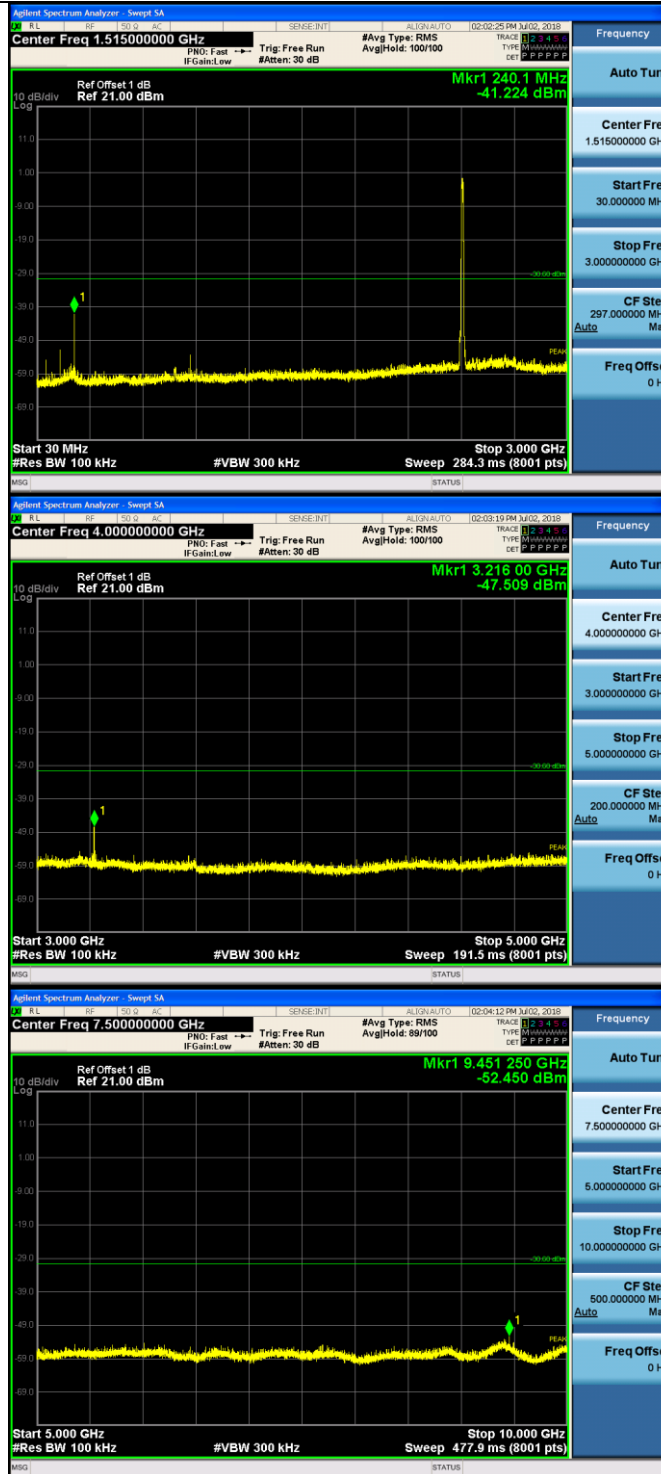 Agilent Spectrum Analyzer - Swept SA
RL RF 50 Ω AC SENSE:INT ALIGNAUTO 02:02:25 PM Jul 02, 2018
Center Freq 1.515000000 GHz #Avg Type: RMS TRACE 1 2 3 4 5 6
PNO: Fast Trig: Free Run Avg|Hold: 100/100 TYPE M
IFGain:Low #Atten: 30 dB DET P P P P P P
Mkr1 240.1 MHz
-41.224 dBm
Ref Offset 1 dB
10 dB/div Ref 21.00 dBm
Log
11.0
1.00
-9.00
-19.0
-29.0
-30.00 dBm
-39.0
1
-49.0
PEAK
-59.0
-69.0
Start 30 MHz Stop 3.000 GHz
#Res BW 100 kHz #VBW 300 kHz Sweep 284.3 ms (8001 pts)
MSG STATUS
Frequency
Auto Tun
Center Fre
1.515000000 GH
Start Fre
30.000000 MH
Stop Fre
3.000000000 GH
CF Ste
297.000000 MH
Auto Ma
Freq Offse
0 H
Agilent Spectrum Analyzer - Swept SA
RL RF 50 Ω AC SENSE:INT ALIGNAUTO 02:03:19 PM Jul 02, 2018
Center Freq 4.000000000 GHz #Avg Type: RMS TRACE 1 2 3 4 5 6
PNO: Fast Trig: Free Run Avg|Hold: 100/100 TYPE M
IFGain:Low #Atten: 30 dB DET P P P P P P
Mkr1 3.216 00 GHz
-47.509 dBm
Ref Offset 1 dB
10 dB/div Ref 21.00 dBm
Log
11.0
1.00
-9.00
-19.0
-29.0
-30.00 dBm
-39.0
1
-49.0
PEAK
-59.0
-69.0
Start 3.000 GHz Stop 5.000 GHz
#Res BW 100 kHz #VBW 300 kHz Sweep 191.5 ms (8001 pts)
MSG STATUS
Frequency
Auto Tun
Center Fre
4.000000000 GH
Start Fre
3.000000000 GH
Stop Fre
5.000000000 GH
CF Ste
200.000000 MH
Auto Ma
Freq Offse
0 H
Agilent Spectrum Analyzer - Swept SA
RL RF 50 Ω AC SENSE:INT ALIGNAUTO 02:04:12 PM Jul 02, 2018
Center Freq 7.500000000 GHz #Avg Type: RMS TRACE 1 2 3 4 5 6
PNO: Fast Trig: Free Run Avg|Hold: 89/100 TYPE M
IFGain:Low #Atten: 30 dB DET P P P P P P
Mkr1 9.451 250 GHz
-52.450 dBm
Ref Offset 1 dB
10 dB/div Ref 21.00 dBm
Log
11.0
1.00
-9.00
-19.0
-29.0
-30.00 dBm
-39.0
-49.0
1
PEAK
-59.0
-69.0
Start 5.000 GHz Stop 10.000 GHz
#Res BW 100 kHz #VBW 300 kHz Sweep 477.9 ms (8001 pts)
MSG STATUS
Frequency
Auto Tun
Center Fre
7.500000000 GH
Start Fre
5.000000000 GH
Stop Fre
10.000000000 GH
CF Ste
500.000000 MH
Auto Ma
Freq Offse
0 H